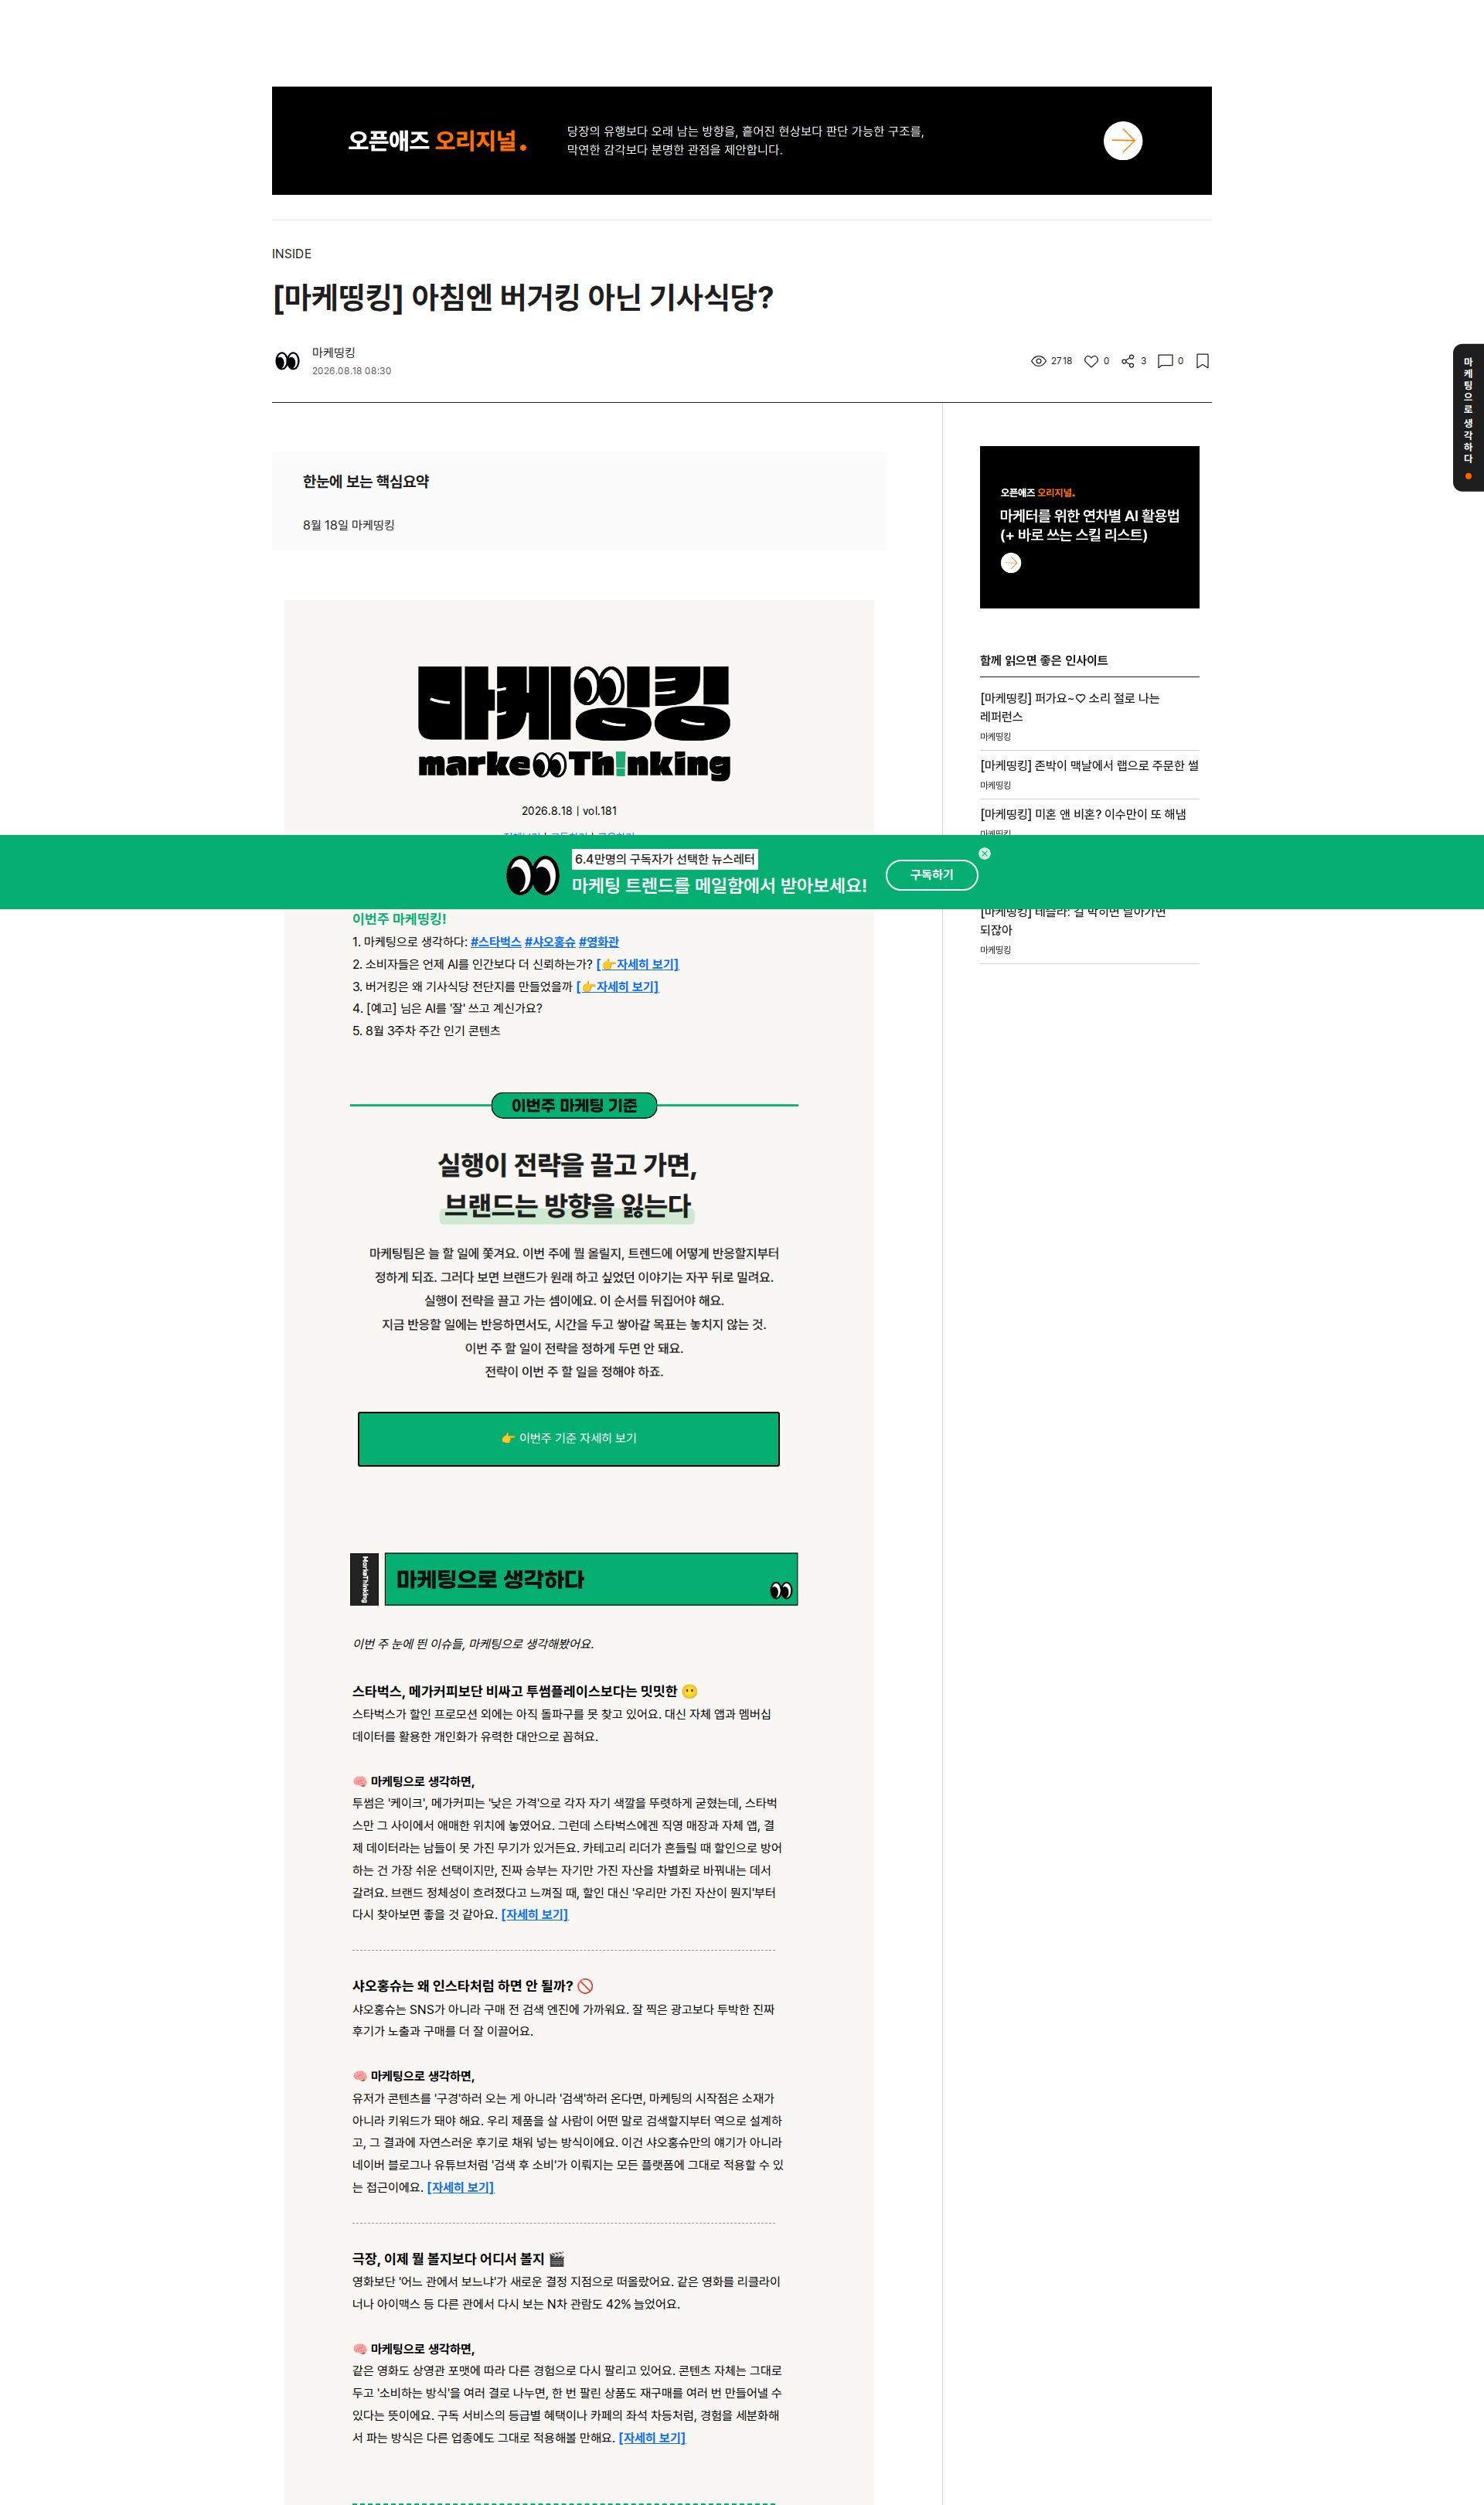 오픈애즈 오리지널.
당장의 유행보다 오래 남는 방향을, 흩어진 현상보다 판단 가능한 구조를,
막연한 감각보다 분명한 관점을 제안합니다.
INSIDE
[마케띵킹] 아침엔 버거킹 아닌 기사식당?
마케띵킹
2026.08.18 08:30
2718 0 3 0
마케팅으로 생각하다
한눈에 보는 핵심요약
8월 18일 마케띵킹
마케띵킹
marke Th!nking
2026.8.18 | vol.181
6.4만명의 구독자가 선택한 뉴스레터
마케팅 트렌드를 메일함에서 받아보세요!
구독하기
이번주 마케띵킹!
1. 마케팅으로 생각하다: #스타벅스 #샤오홍슈 #영화관
2. 소비자들은 언제 AI를 인간보다 더 신뢰하는가? [👉자세히 보기]
3. 버거킹은 왜 기사식당 전단지를 만들었을까 [👉자세히 보기]
4. [예고] 님은 AI를 '잘' 쓰고 계신가요?
5. 8월 3주차 주간 인기 콘텐츠
이번주 마케팅 기준
실행이 전략을 끌고 가면,
브랜드는 방향을 잃는다
마케팅팀은 늘 할 일에 쫓겨요. 이번 주에 뭘 올릴지, 트렌드에 어떻게 반응할지부터
정하게 되죠. 그러다 보면 브랜드가 원래 하고 싶었던 이야기는 자꾸 뒤로 밀려요.
실행이 전략을 끌고 가는 셈이에요. 이 순서를 뒤집어야 해요.
지금 반응할 일에는 반응하면서도, 시간을 두고 쌓아갈 목표는 놓치지 않는 것.
이번 주 할 일이 전략을 정하게 두면 안 돼요.
전략이 이번 주 할 일을 정해야 하죠.
👉 이번주 기준 자세히 보기
MarkeThinking
마케팅으로 생각하다
이번 주 눈에 띈 이슈들, 마케팅으로 생각해봤어요.
스타벅스, 메가커피보단 비싸고 투썸플레이스보다는 밋밋한 😶
스타벅스가 할인 프로모션 외에는 아직 돌파구를 못 찾고 있어요. 대신 자체 앱과 멤버십
데이터를 활용한 개인화가 유력한 대안으로 꼽혀요.
🧠 마케팅으로 생각하면,
투썸은 '케이크', 메가커피는 '낮은 가격'으로 각자 자기 색깔을 뚜렷하게 굳혔는데, 스타벅
스만 그 사이에서 애매한 위치에 놓였어요. 그런데 스타벅스에겐 직영 매장과 자체 앱, 결
제 데이터라는 남들이 못 가진 무기가 있거든요. 카테고리 리더가 흔들릴 때 할인으로 방어
하는 건 가장 쉬운 선택이지만, 진짜 승부는 자기만 가진 자산을 차별화로 바꿔내는 데서
갈려요. 브랜드 정체성이 흐려졌다고 느껴질 때, 할인 대신 '우리만 가진 자산이 뭔지'부터
다시 찾아보면 좋을 것 같아요. [자세히 보기]
샤오홍슈는 왜 인스타처럼 하면 안 될까? 🚫
샤오홍슈는 SNS가 아니라 구매 전 검색 엔진에 가까워요. 잘 찍은 광고보다 투박한 진짜
후기가 노출과 구매를 더 잘 이끌어요.
🧠 마케팅으로 생각하면,
유저가 콘텐츠를 '구경'하러 오는 게 아니라 '검색'하러 온다면, 마케팅의 시작점은 소재가
아니라 키워드가 돼야 해요. 우리 제품을 살 사람이 어떤 말로 검색할지부터 역으로 설계하
고, 그 결과에 자연스러운 후기로 채워 넣는 방식이에요. 이건 샤오홍슈만의 얘기가 아니라
네이버 블로그나 유튜브처럼 '검색 후 소비'가 이뤄지는 모든 플랫폼에 그대로 적용할 수 있
는 접근이에요. [자세히 보기]
극장, 이제 뭘 볼지보다 어디서 볼지 🎬
영화보단 '어느 관에서 보느냐'가 새로운 결정 지점으로 떠올랐어요. 같은 영화를 리클라이
너나 아이맥스 등 다른 관에서 다시 보는 N차 관람도 42% 늘었어요.
🧠 마케팅으로 생각하면,
같은 영화도 상영관 포맷에 따라 다른 경험으로 다시 팔리고 있어요. 콘텐츠 자체는 그대로
두고 '소비하는 방식'을 여러 결로 나누면, 한 번 팔린 상품도 재구매를 여러 번 만들어낼 수
있다는 뜻이에요. 구독 서비스의 등급별 혜택이나 카페의 좌석 차등처럼, 경험을 세분화해
서 파는 방식은 다른 업종에도 그대로 적용해볼 만해요. [자세히 보기]
오픈애즈 오리지널.
마케터를 위한 연차별 AI 활용법
(+ 바로 쓰는 스킬 리스트)
함께 읽으면 좋은 인사이트
[마케띵킹] 퍼가요~♡ 소리 절로 나는
레퍼런스
마케띵킹
[마케띵킹] 존박이 맥날에서 랩으로 주문한 썰
마케띵킹
[마케띵킹] 미혼 앤 비혼? 이수만이 또 해냄
마케띵킹
[마케띵킹] 테슬라: 길 막히면 날아가면
되잖아
마케띵킹